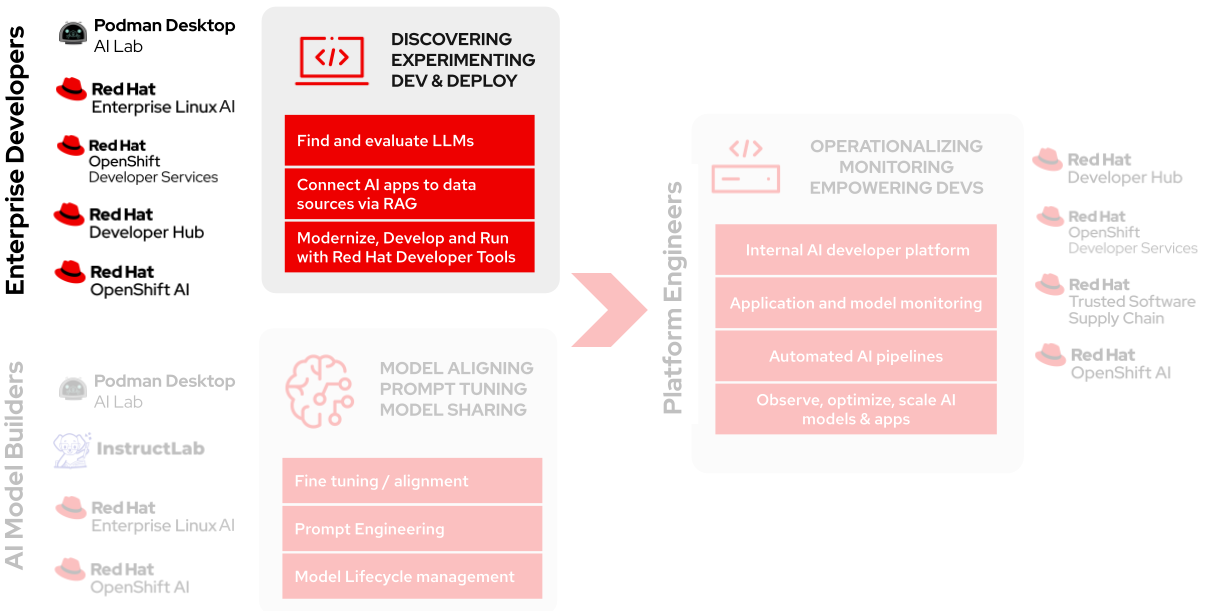 Enterprise Developers
Podman Desktop
AI Lab
Red Hat
Enterprise Linux AI
Red Hat
OpenShift
Developer Services
Red Hat
Developer Hub
Red Hat
OpenShift AI
</>
DISCOVERING
EXPERIMENTING
DEV & DEPLOY
Find and evaluate LLMs
Connect AI apps to data
sources via RAG
Modernize, Develop and Run
with Red Hat Developer Tools
AI Model Builders
Podman Desktop
AI Lab
InstructLab
Red Hat
Enterprise Linux AI
Red Hat
OpenShift AI
MODEL ALIGNING
PROMPT TUNING
MODEL SHARING
Fine tuning / alignment
Prompt Engineering
Model Lifecycle management
Platform Engineers
</>
OPERATIONALIZING
MONITORING
EMPOWERING DEVS
Internal AI developer platform
Application and model monitoring
Automated AI pipelines
Observe, optimize, scale AI
models & apps
Red Hat
Developer Hub
Red Hat
OpenShift
Developer Services
Red Hat
Trusted Software
Supply Chain
Red Hat
OpenShift AI